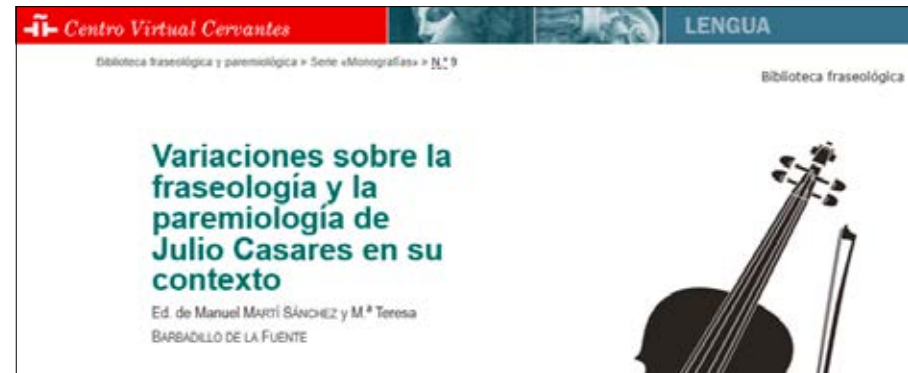 Centro Virtual Cervantes
LENGUA
Biblioteca fraseológica y paremiológica > Serie «Monografías» > N.º 9
Biblioteca fraseológica
Variaciones sobre la
fraseología y la
paremiología de
Julio Casares en su
contexto
Ed. de Manuel MARTÍ SÁNCHEZ y M.ª Teresa
BARBADILLO DE LA FUENTE